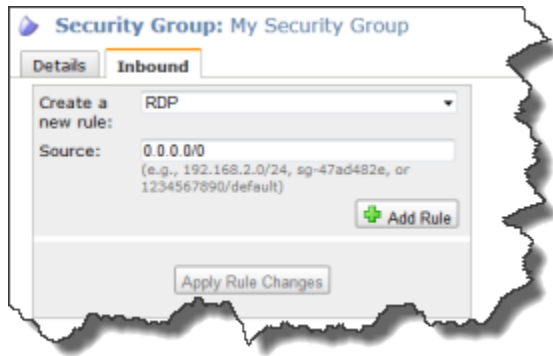 Security Group: My Security Group
Details
Inbound
Create a new rule:
RDP
Source:
0.0.0.0/0
(e.g., 192.168.2.0/24, sg-47ad482e, or
1234567890/default)
Add Rule
Apply Rule Changes